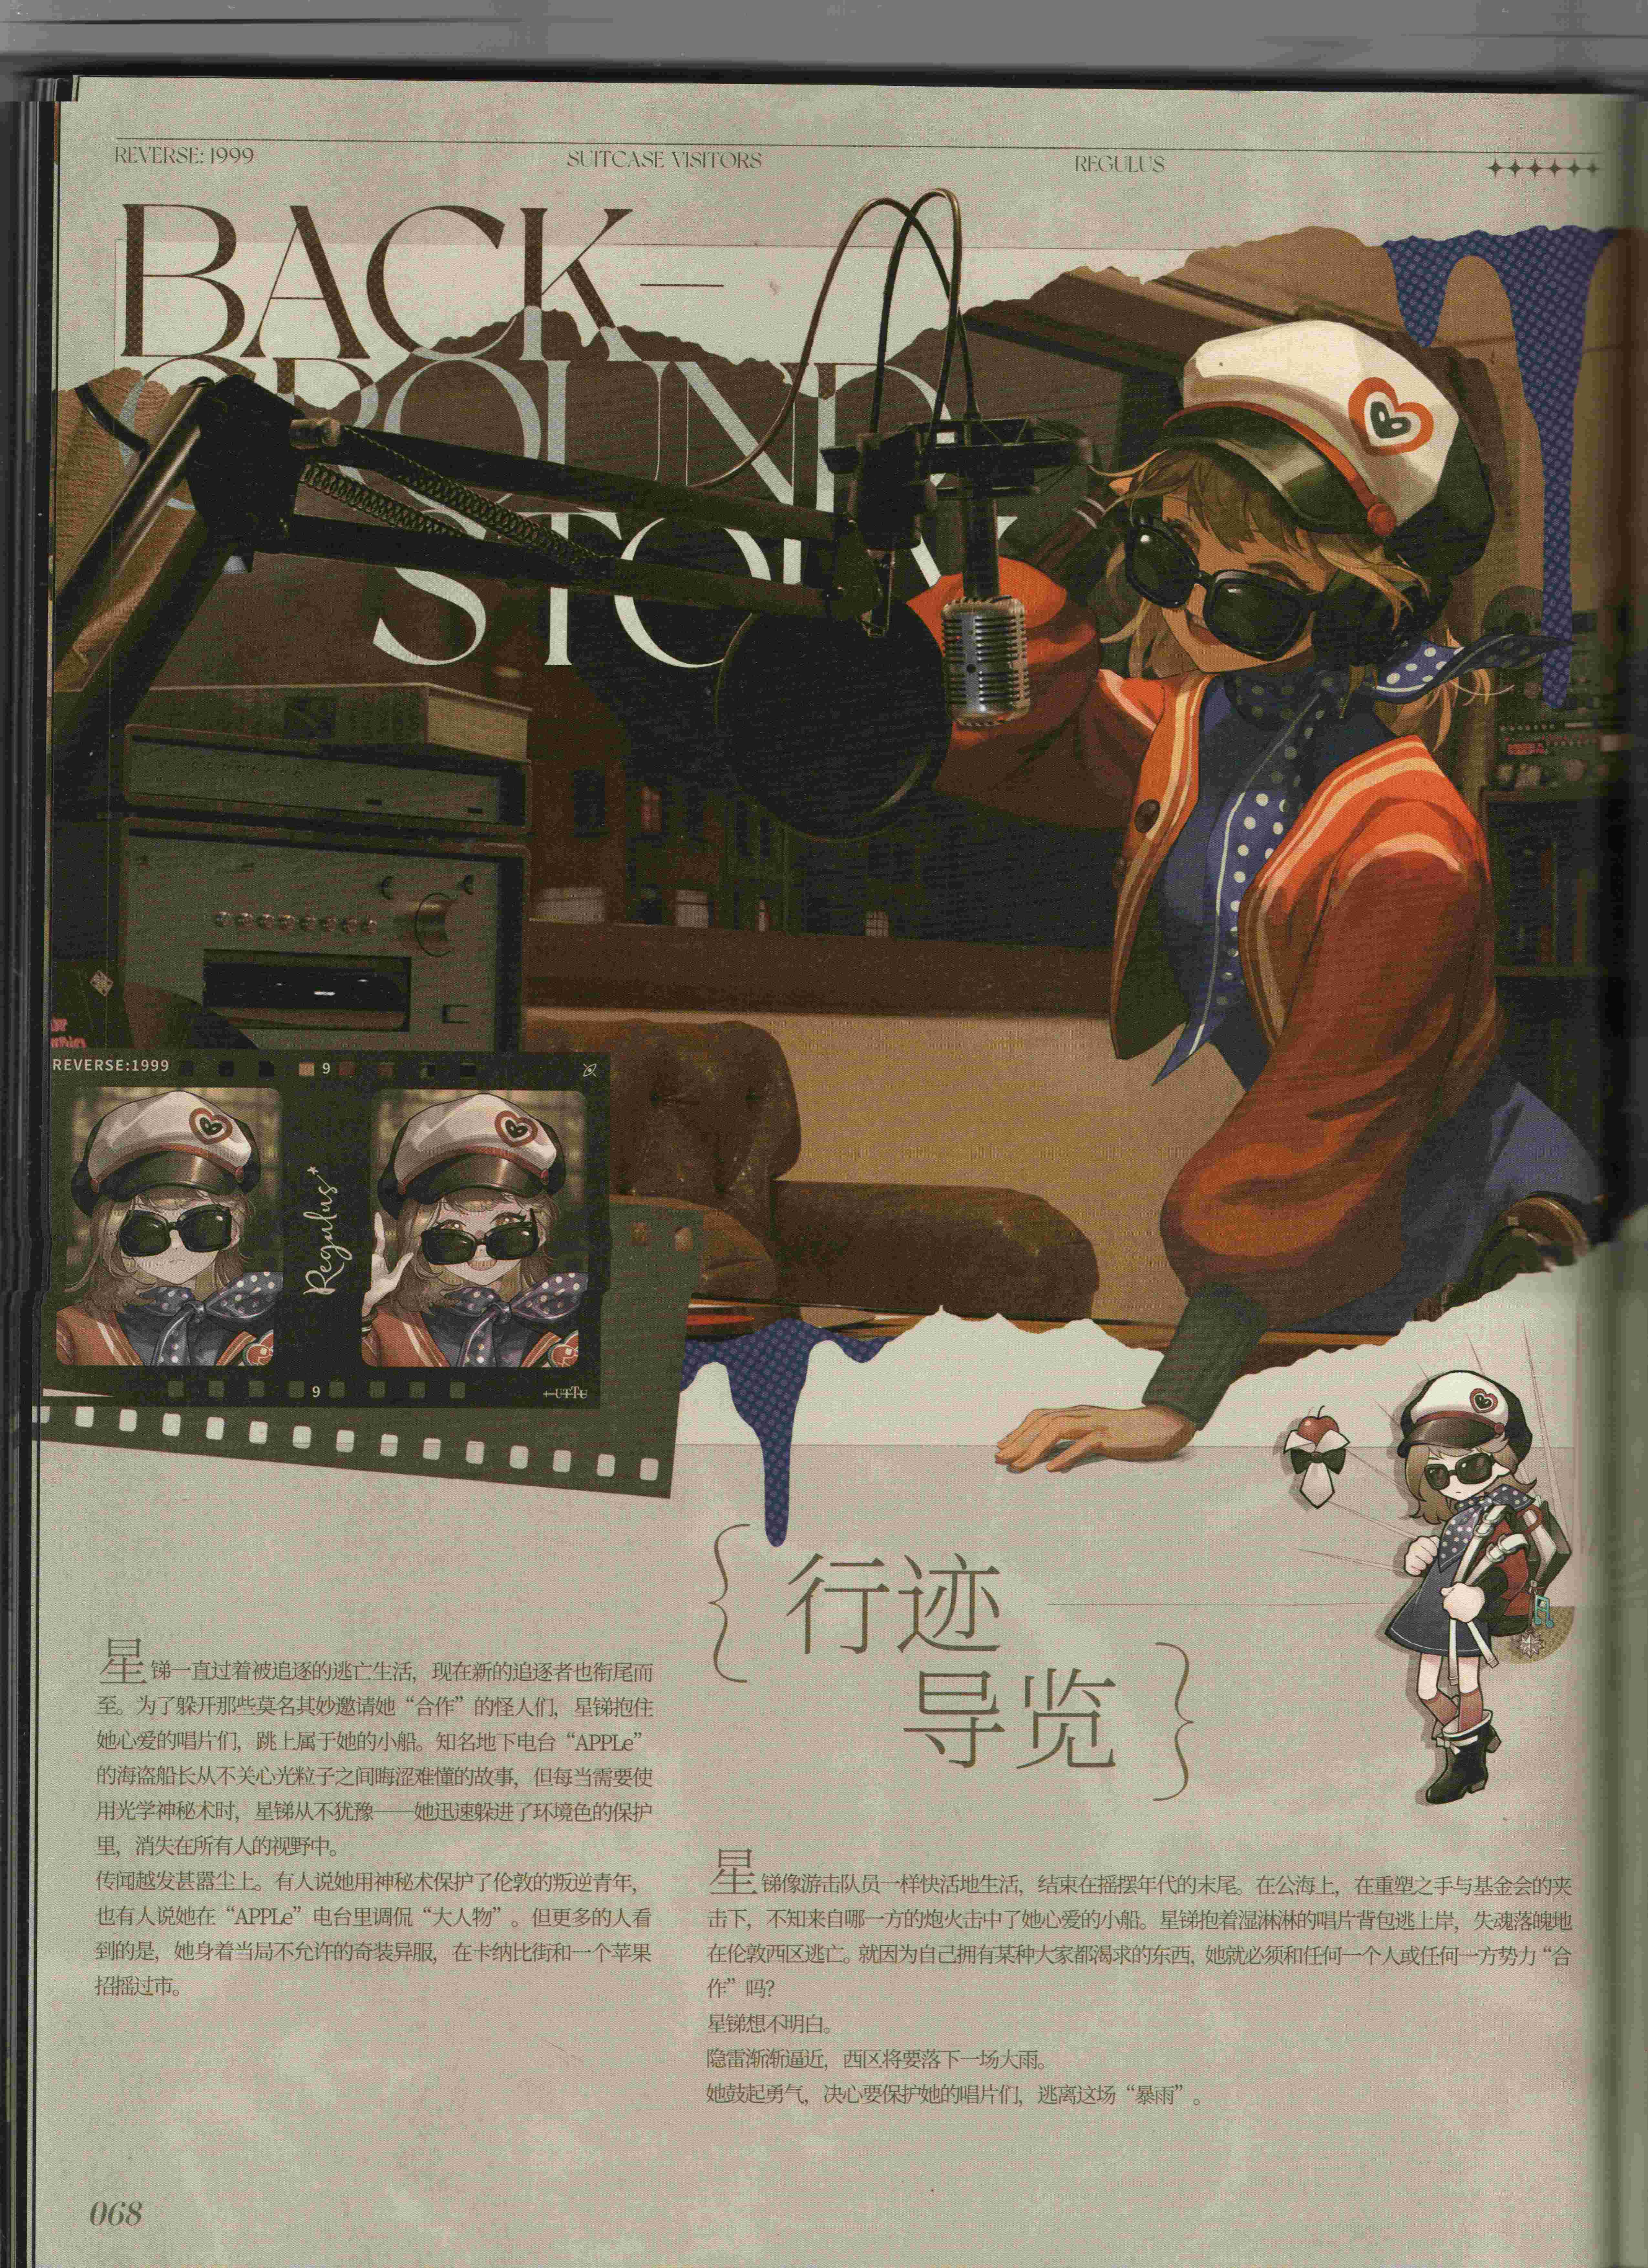 REVERSE: 1999
SUITCASE VISITORS
REGULUS
BACK—
GROUND
STORY
REVERSE:1999
9
Regulus
9
UTTU
行迹
导览
星锑一直过着被追逐的逃亡生活，现在新的追逐者也衔尾而
至。为了躲开那些莫名其妙邀请她“合作”的怪人们，星锑抱住
她心爱的唱片们，跳上属于她的小船。知名地下电台“APPLe”
的海盗船长从不关心光粒子之间晦涩难懂的故事，但每当需要使
用光学神秘术时，星锑从不犹豫——她迅速躲进了环境色的保护
里，消失在所有人的视野中。
传闻越发甚嚣尘上。有人说她用神秘术保护了伦敦的叛逆青年，
也有人说她在“APPLe”电台里调侃“大人物”。但更多的人看
到的是，她身着当局不允许的奇装异服，在卡纳比街和一个苹果
招摇过市。
星锑像游击队员一样快活地生活，结束在摇摆年代的末尾。在公海上，在重塑之手与基金会的夹
击下，不知来自哪一方的炮火击中了她心爱的小船。星锑抱着湿淋淋的唱片背包逃上岸，失魂落魄地
在伦敦西区逃亡。就因为自己拥有某种大家都渴求的东西，她就必须和任何一个人或任何一方势力“合
作”吗？
星锑想不明白。
隐雷渐渐逼近，西区将要落下一场大雨。
她鼓起勇气，决心要保护她的唱片们，逃离这场“暴雨”。
068